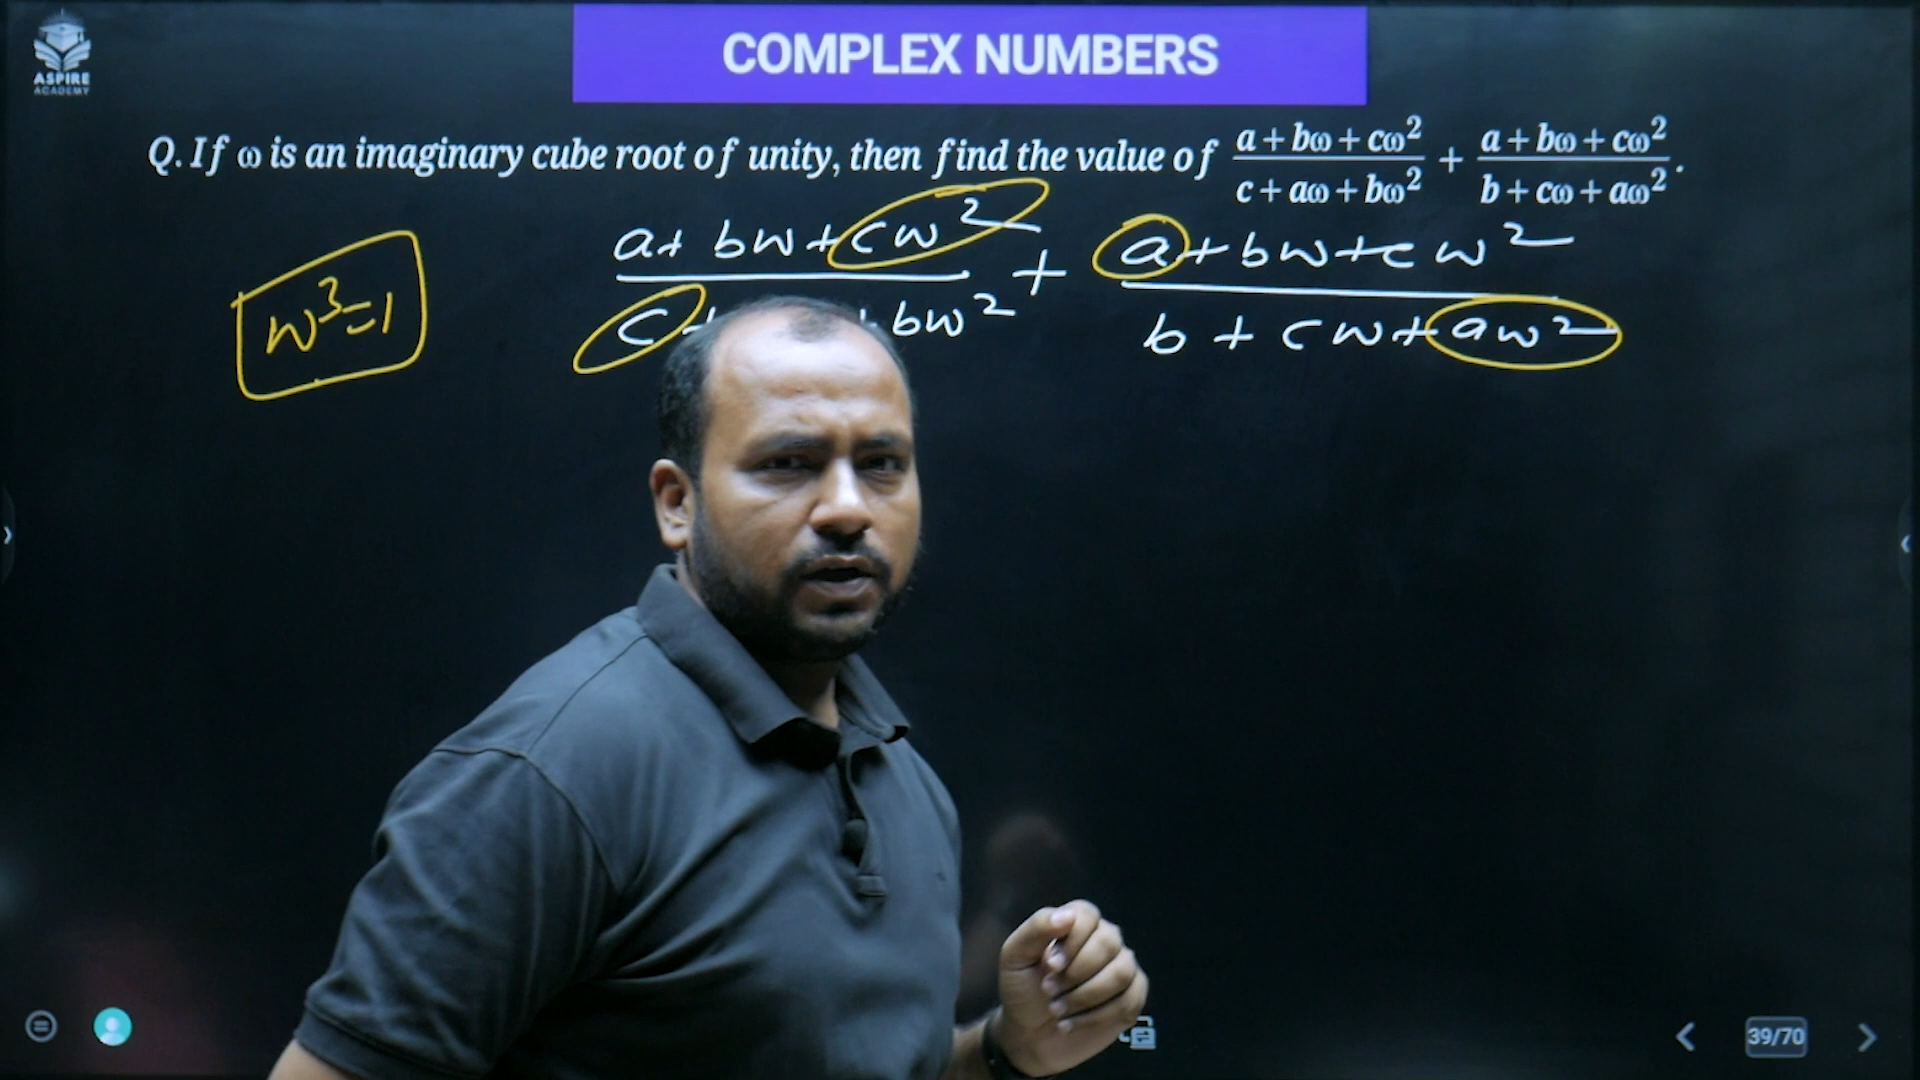 ASPIRE
ACADEMY
COMPLEX NUMBERS
Q. If ω is an imaginary cube root of unity, then find the value of (a + bω + cω²)/(c + aω + bω²) + (a + bω + cω²)/(b + cω + aω²).
w³=1
a+ bw+cw² + a+bw+cw²
c+ + bw² b + cw+aw²
39/70